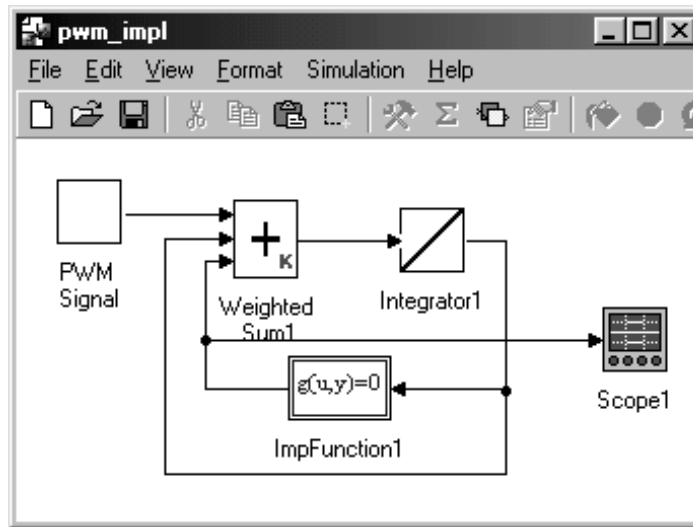 pwm_impl
File Edit View Format Simulation Help
PWM
Signal
+
K
Weighted
Sum1
Integrator1
g(u,y)=0
ImpFunction1
Scope1